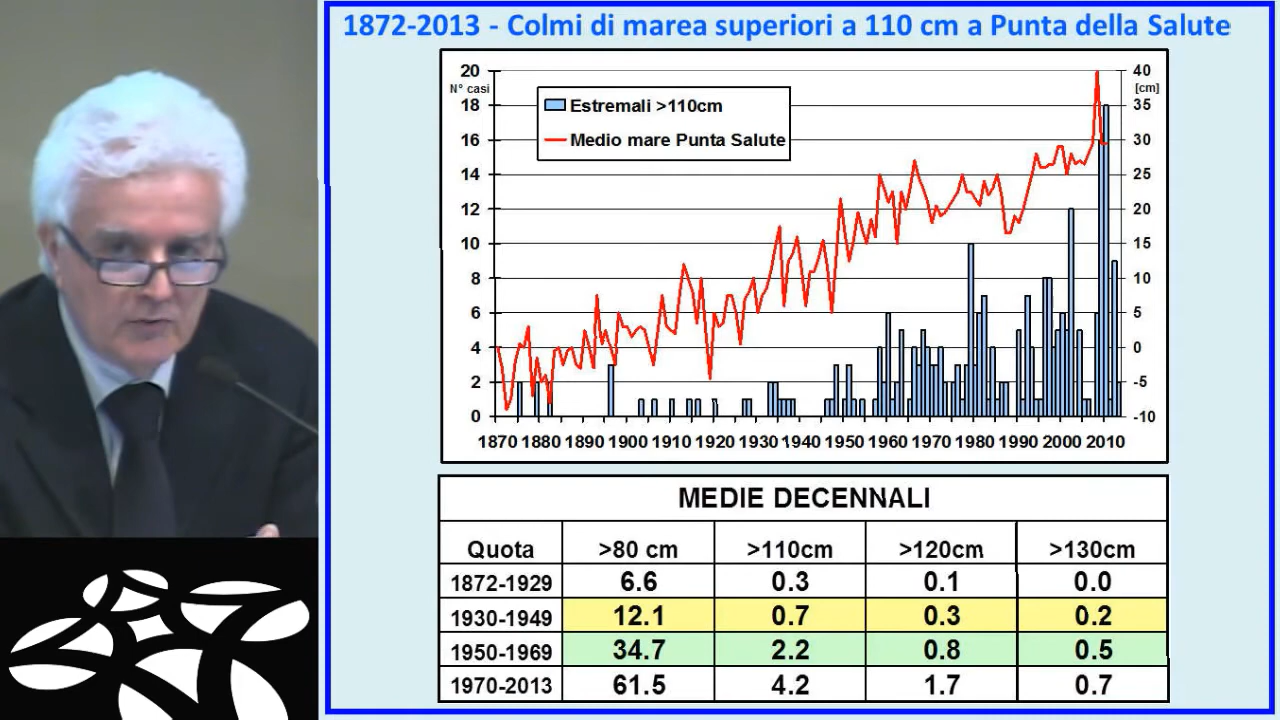 1872-2013 - Colmi di marea superiori a 110 cm a Punta della Salute
20 40
N° casi [cm]
Estremali >110cm
Medio mare Punta Salute
18 35
16 30
14 25
12 20
10 15
8 10
6 5
4 0
2 -5
0 -10
1870 1880 1890 1900 1910 1920 1930 1940 1950 1960 1970 1980 1990 2000 2010
MEDIE DECENNALI
Quota >80 cm >110cm >120cm >130cm
1872-1929 6.6 0.3 0.1 0.0
1930-1949 12.1 0.7 0.3 0.2
1950-1969 34.7 2.2 0.8 0.5
1970-2013 61.5 4.2 1.7 0.7